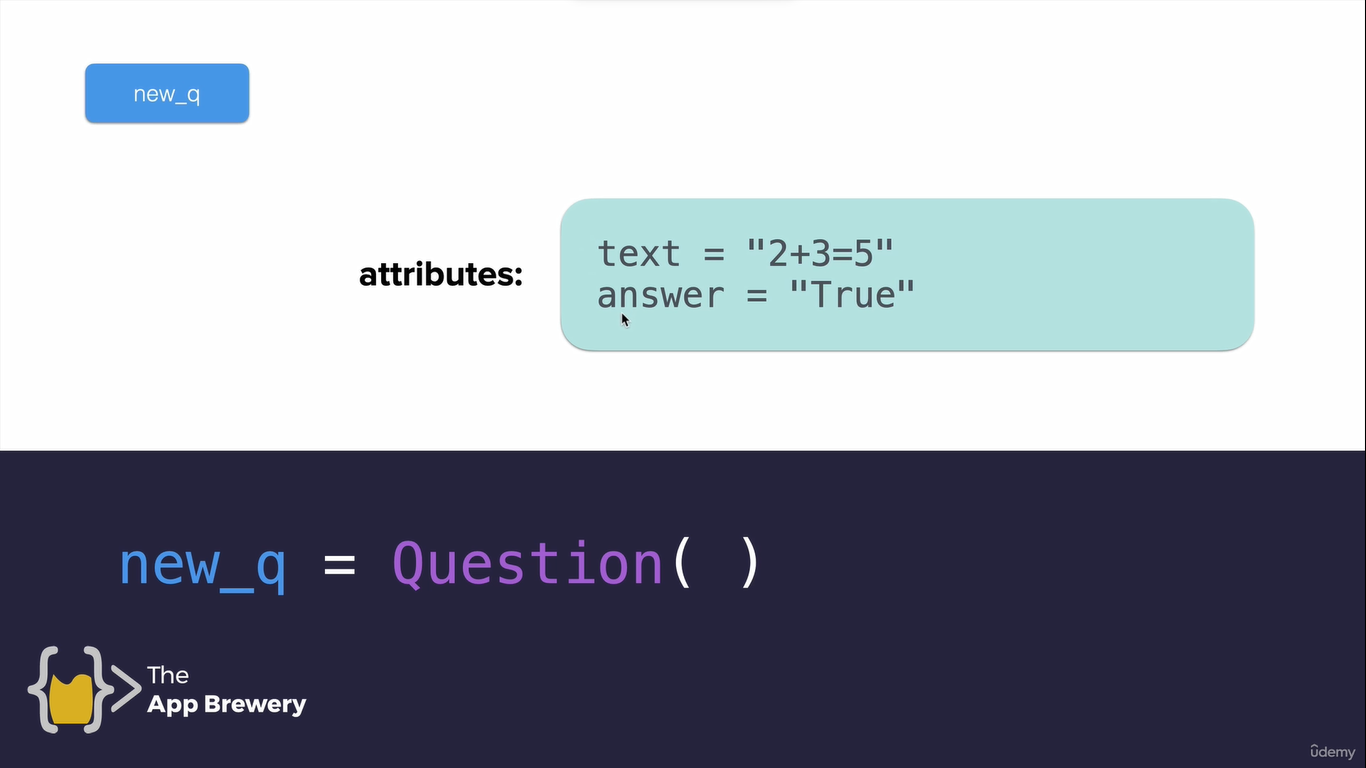 new_q
attributes:
text = "2+3=5"
answer = "True"
new_q = Question( )
The
App Brewery
ûdemy